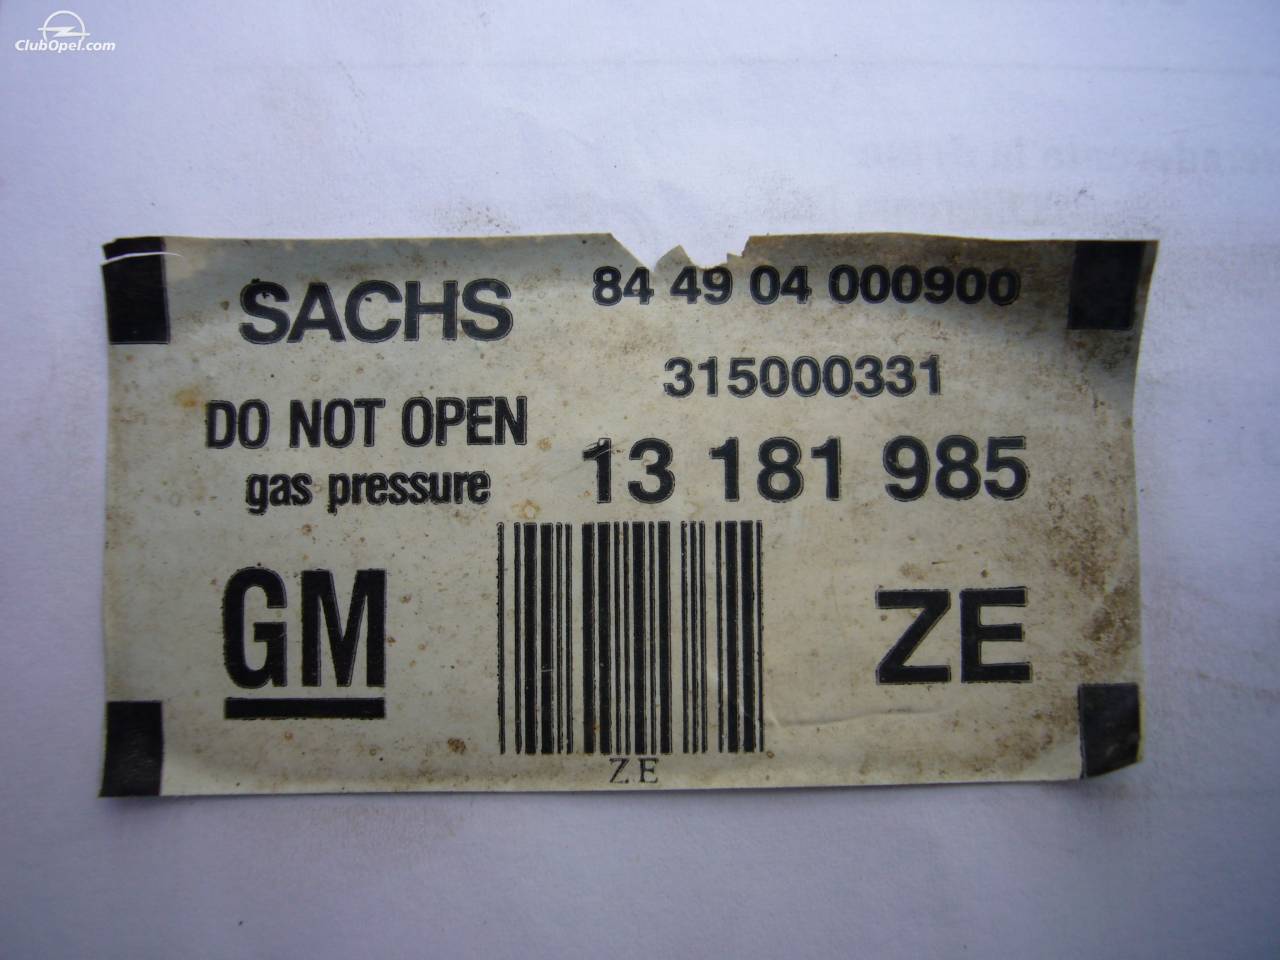 ClubOpel.com
SACHS
84 49 04 000900
315000331
DO NOT OPEN
gas pressure
13 181 985
GM
ZE
ZE